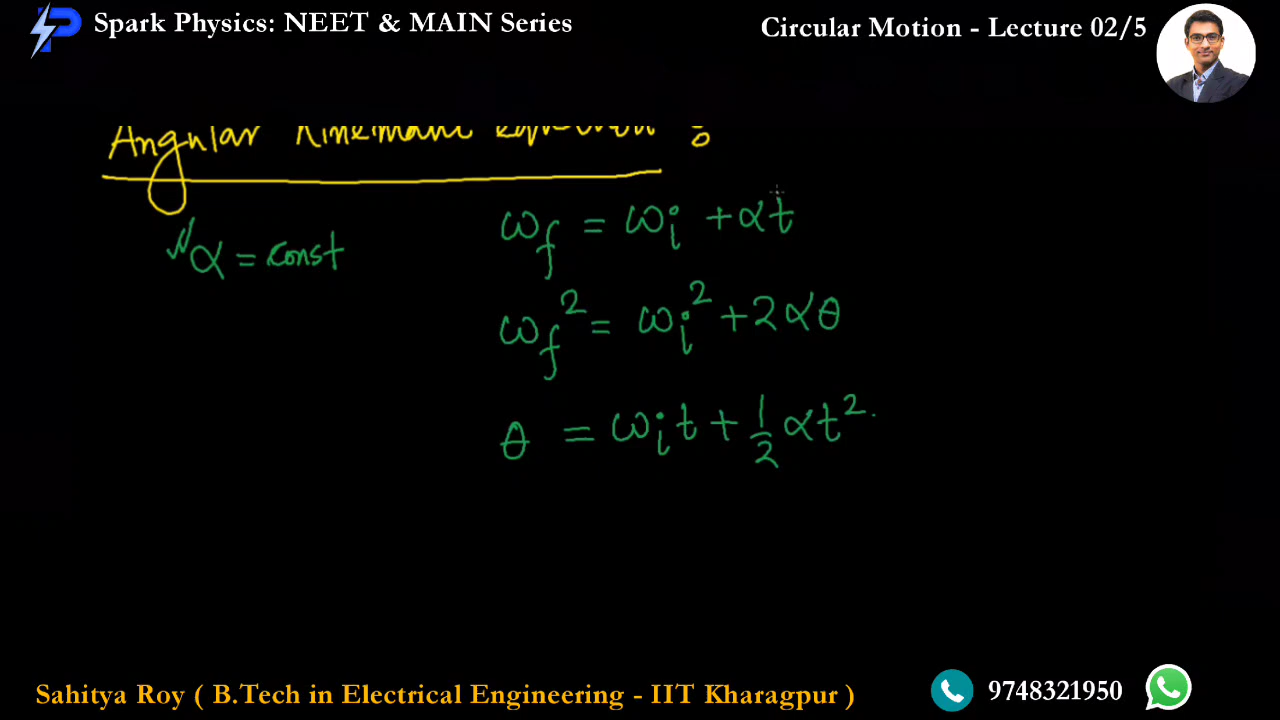 Spark Physics: NEET & MAIN Series
Circular Motion - Lecture 02/5
Angular Kinematic Equation :
α = const
ω_f = ω_i + αt
ω_f² = ω_i² + 2αθ
θ = ω_i t + 1/2 αt²
Sahitya Roy ( B.Tech in Electrical Engineering - IIT Kharagpur )
9748321950